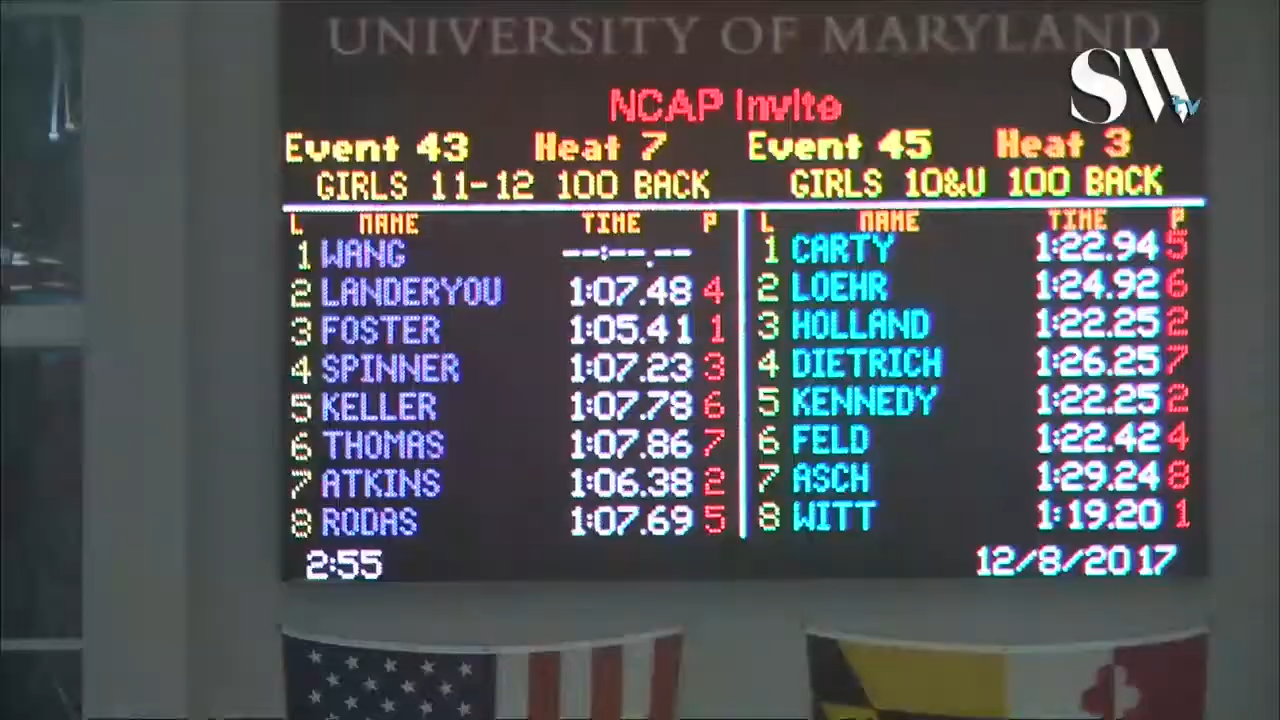 UNIVERSITY OF MARYLAND
SW
tv
NCAP Invite
Event 43 Heat 7 Event 45 Heat 3
GIRLS 11-12 100 BACK GIRLS 10&U 100 BACK
L NAME TIME P L NAME TIME P
1 WANG --:--.-- 1 CARTY 1:22.94 5
2 LANDERYOU 1:07.48 4 2 LOEHR 1:24.92 6
3 FOSTER 1:05.41 1 3 HOLLAND 1:22.25 2
4 SPINNER 1:07.23 3 4 DIETRICH 1:26.25 7
5 KELLER 1:07.78 6 5 KENNEDY 1:22.25 2
6 THOMAS 1:07.86 7 6 FELD 1:22.42 4
7 ATKINS 1:06.38 2 7 ASCH 1:29.24 8
8 RODAS 1:07.69 5 8 WITT 1:19.20 1
2:55 12/8/2017